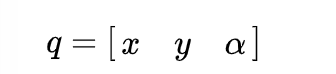 q = [x y α]